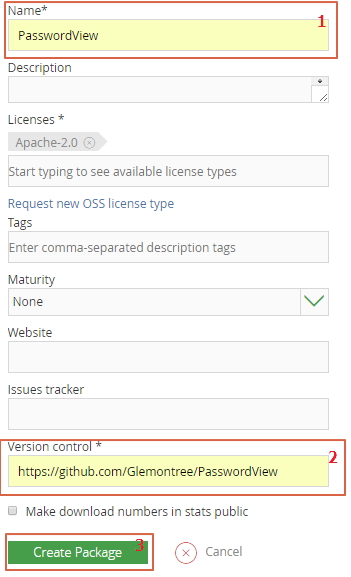 Name*
1
PasswordView
Description
Licenses *
Apache-2.0
Start typing to see available license types
Request new OSS license type
Tags
Enter comma-separated description tags
Maturity
None
Website
Issues tracker
Version control *
2
https://github.com/Glemontree/PasswordView
Make download numbers in stats public
Create Package
3
Cancel